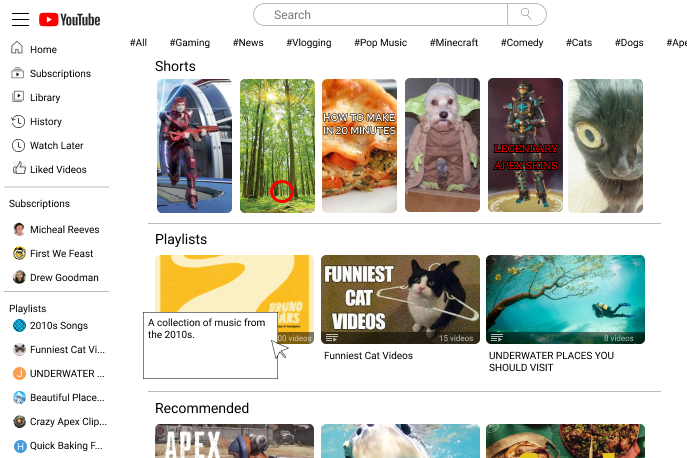 YouTube
Search
#All #Gaming #News #Vlogging #Pop Music #Minecraft #Comedy #Cats #Dogs
Home
Subscriptions
Library
History
Watch Later
Liked Videos
Subscriptions
Micheal Reeves
First We Feast
Drew Goodman
Playlists
2010s Songs
Funniest Cat Vi...
J UNDERWATER ...
Beautiful Place...
Crazy Apex Clip...
H Quick Baking F...
Shorts
HOW TO MAKE
IN 20 MINUTES
LEGENDARY
APEX SKINS
Playlists
BRUNO
00 videos
A collection of music from
the 2010s.
FUNNIEST
CAT
VIDEOS
15 videos
Funniest Cat Videos
8 videos
UNDERWATER PLACES YOU
SHOULD VISIT
Recommended
APEX